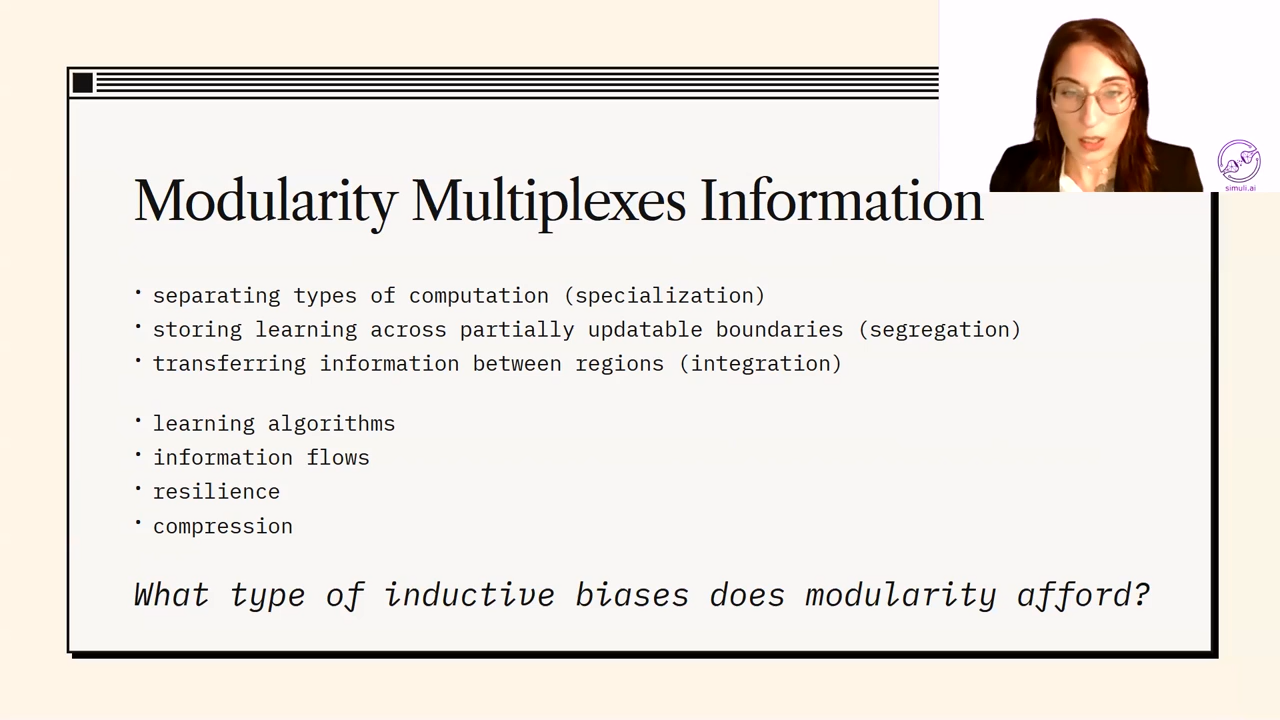 Modularity Multiplexes Information
• separating types of computation (specialization)
• storing learning across partially updatable boundaries (segregation)
• transferring information between regions (integration)
• learning algorithms
• information flows
• resilience
• compression
What type of inductive biases does modularity afford?
simuli.ai